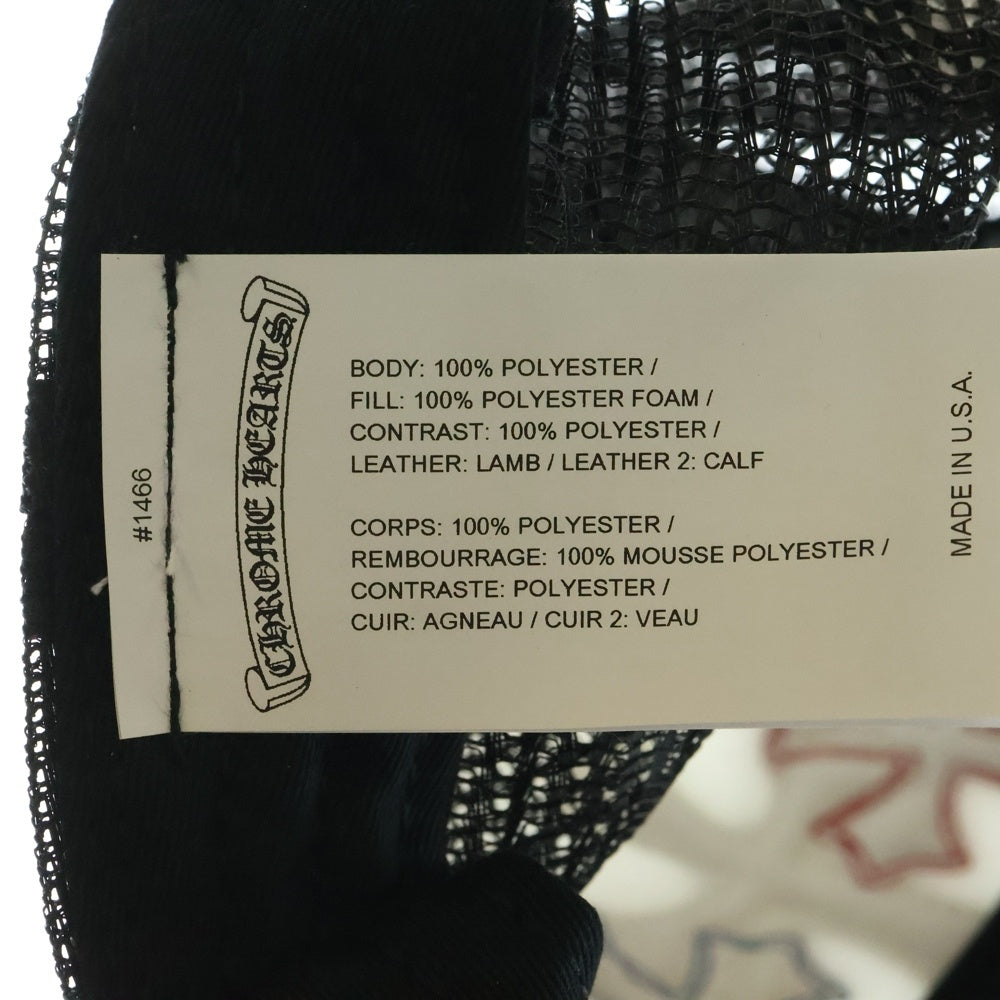 #1466
CHROME HEARTS
BODY: 100% POLYESTER /
FILL: 100% POLYESTER FOAM /
CONTRAST: 100% POLYESTER /
LEATHER: LAMB / LEATHER 2: CALF
CORPS: 100% POLYESTER /
REMBOURRAGE: 100% MOUSSE POLYESTER /
CONTRASTE: POLYESTER /
CUIR: AGNEAU / CUIR 2: VEAU
MADE IN U.S.A.